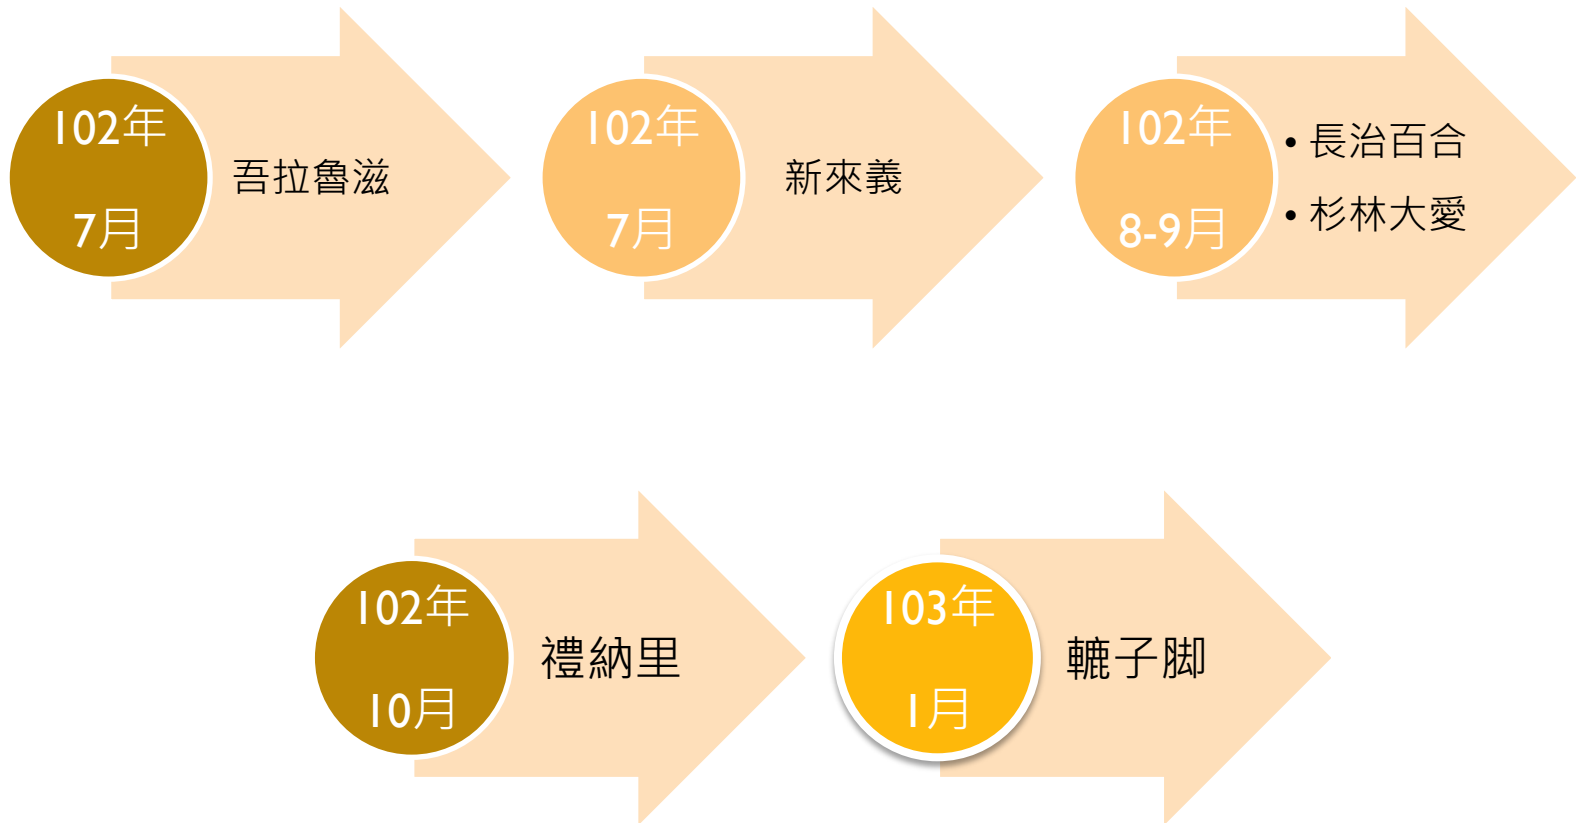 102年
7月
吾拉魯滋
102年
7月
新來義
102年
8-9月
• 長治百合
• 杉林大愛
102年
10月
禮納里
103年
1月
轆子脚